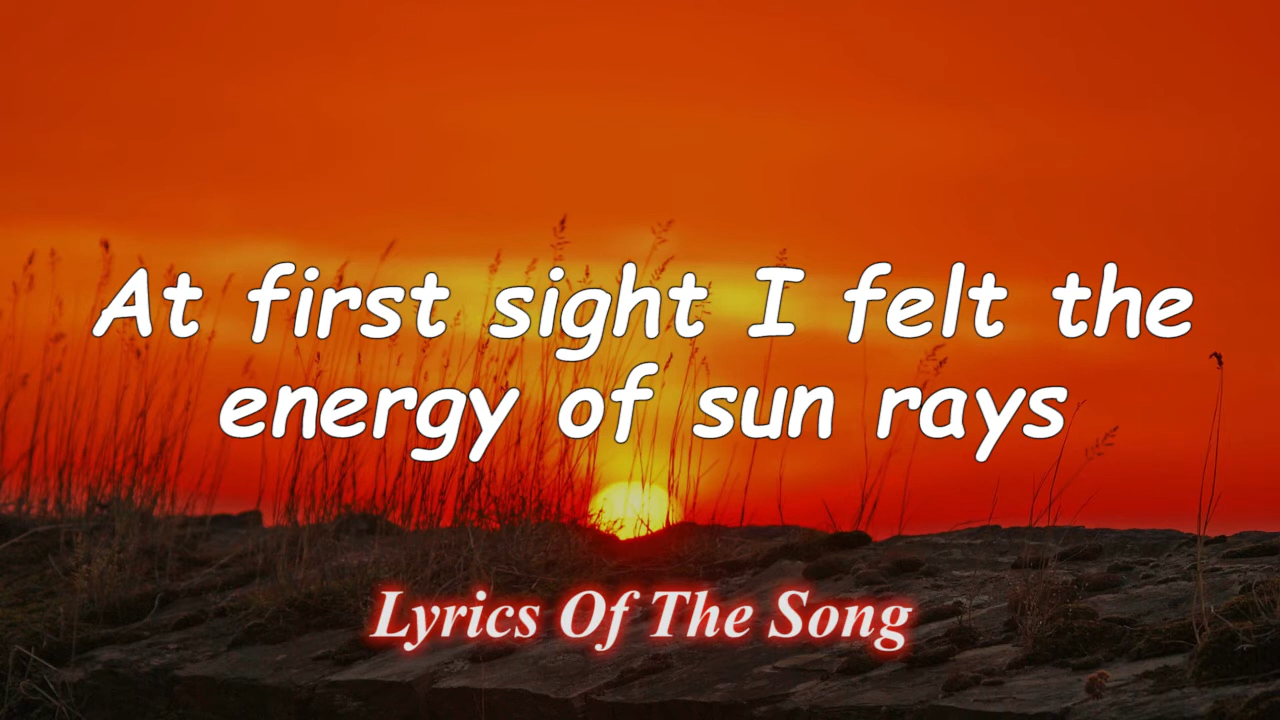 At first sight I felt the
energy of sun rays
Lyrics Of The Song